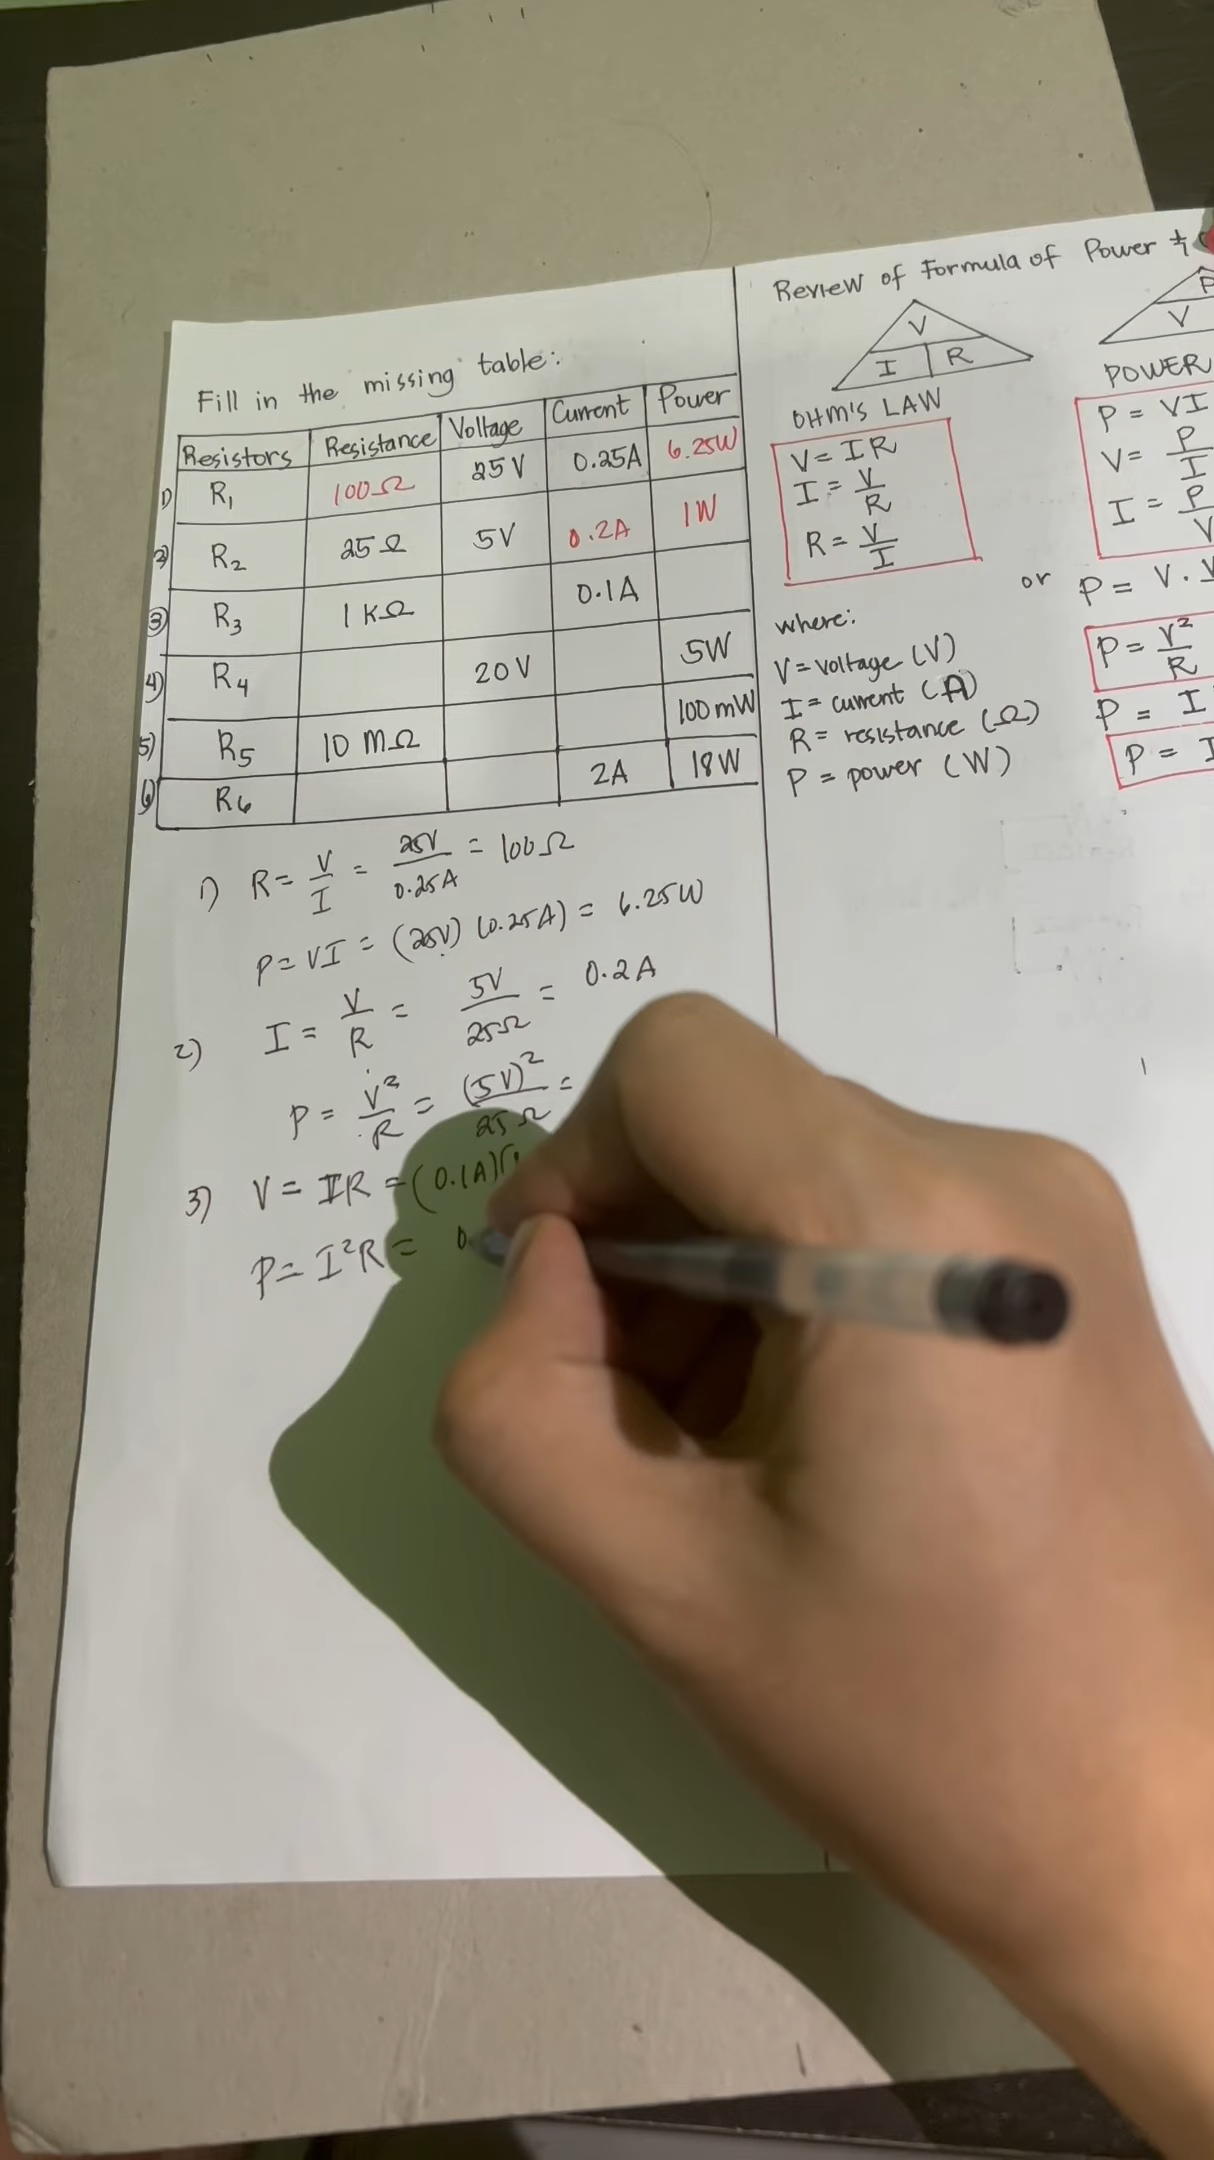 Fill in the missing table:
Resistors Resistance Voltage Current Power
1) R₁ 100Ω 25V 0.25A 6.25W
2) R₂ 25Ω 5V 0.2A 1W
3) R₃ 1KΩ 0.1A
4) R₄ 20V 5W
5) R₅ 10 MΩ 100mW
6) R₆ 2A 18W
1) R = V/I = 25V/0.25A = 100Ω
P = VI = (25V) (0.25A) = 6.25W
2) I = V/R = 5V/25Ω = 0.2A
P = V²/R = (5V)²/25Ω =
3) V = IR = (0.1A)(
P = I²R = 0
Review of Formula of Power &
V
I R
OHM'S LAW
V = IR
I = V/R
R = V/I
where:
V = voltage (V)
I = current (A)
R = resistance (Ω)
P = power (W)
P
V
POWER
P = VI
V = P/I
I = P/V
or P = V ·
P = V²/R
P = I
P = I